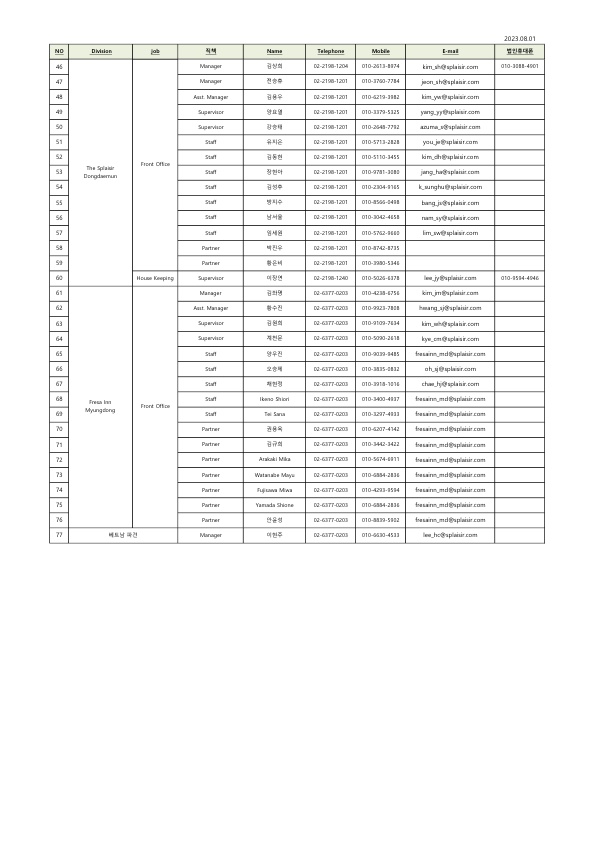 2023.08.01
NO Division Job 직책 Name Telephone Mobile E-mail 법인휴대폰
46 Manager 김상희 02-2198-1204 010-2613-8974 kim_sh@splaisir.com 010-3088-4901
47 Manager 전승훈 02-2198-1201 010-3760-7784 jeon_sh@splaisir.com
48 Asst. Manager 김용우 02-2198-1201 010-6219-3982 kim_yw@splaisir.com
49 Supervisor 양요열 02-2198-1201 010-3379-5325 yang_yy@splaisir.com
50 Supervisor 강승태 02-2198-1201 010-2648-7792 azuma_s@splaisir.com
51 Staff 유지은 02-2198-1201 010-5713-2828 you_je@splaisir.com
52 Staff 김동현 02-2198-1201 010-5110-3455 kim_dh@splaisir.com
The Splaisir Dongdaemun Front Office
53 Staff 장현아 02-2198-1201 010-9781-3080 jang_ha@splaisir.com
54 Staff 김성후 02-2198-1201 010-2304-9165 k_sunghu@splaisir.com
55 Staff 방지수 02-2198-1201 010-8566-0498 bang_js@splaisir.com
56 Staff 남서율 02-2198-1201 010-3042-4658 nam_sy@splaisir.com
57 Staff 임세원 02-2198-1201 010-5762-9660 lim_sw@splaisir.com
58 Partner 박진우 02-2198-1201 010-8742-8735
59 Partner 황은비 02-2198-1201 010-3980-5346
60 House Keeping Supervisor 이장연 02-2198-1240 010-5026-6378 lee_jy@splaisir.com 010-9594-4946
61 Manager 김좌명 02-6377-0203 010-4238-6756 kim_jm@splaisir.com
62 Asst. Manager 황수진 02-6377-0203 010-9923-7808 hwang_sj@splaisir.com
63 Supervisor 김원희 02-6377-0203 010-9109-7634 kim_wh@splaisir.com
64 Supervisor 계천문 02-6377-0203 010-5090-2618 kye_cm@splaisir.com
65 Staff 양우진 02-6377-0203 010-9039-9485 fresainn_md@splaisir.com
66 Staff 오승제 02-6377-0203 010-3835-0832 oh_sj@splaisir.com
67 Staff 채현정 02-6377-0203 010-3918-1016 chae_hj@splaisir.com
68 Staff Ikeno Shiori 02-6377-0203 010-3400-4937 fresainn_md@splaisir.com
Fresa Inn Myungdong Front Office
69 Staff Tei Sana 02-6377-0203 010-3297-4933 fresainn_md@splaisir.com
70 Partner 권용옥 02-6377-0203 010-6207-4142 fresainn_md@splaisir.com
71 Partner 김규희 02-6377-0203 010-3442-3422 fresainn_md@splaisir.com
72 Partner Arakaki Mika 02-6377-0203 010-5674-6911 fresainn_md@splaisir.com
73 Partner Watanabe Mayu 02-6377-0203 010-6884-2836 fresainn_md@splaisir.com
74 Partner Fujisawa Miwa 02-6377-0203 010-4293-9594 fresainn_md@splaisir.com
75 Partner Yamada Shione 02-6377-0203 010-6884-2836 fresainn_md@splaisir.com
76 Partner 안윤성 02-6377-0203 010-8839-5902 fresainn_md@splaisir.com
77 베트남 파견 Manager 이현주 02-6377-0203 010-6630-4533 lee_hc@splaisir.com